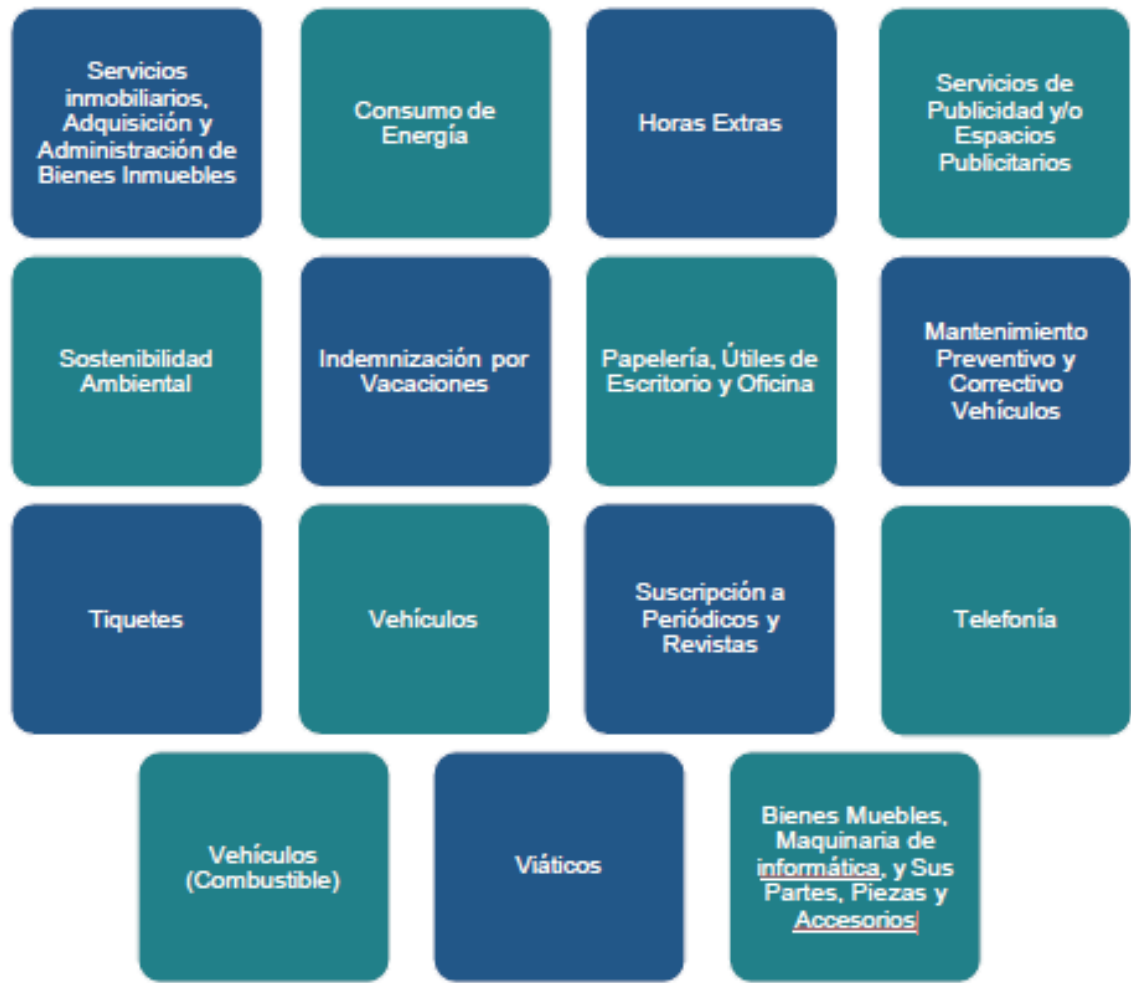 Servicios
inmobiliarios,
Adquisición y
Administración de
Bienes Inmuebles
Consumo de
Energía
Horas Extras
Servicios de
Publicidad y/o
Espacios
Publicitarios
Sostenibilidad
Ambiental
Indemnización por
Vacaciones
Papelería, Útiles de
Escritorio y Oficina
Mantenimiento
Preventivo y
Correctivo
Vehículos
Tiquetes
Vehículos
Suscripción a
Periódicos y
Revistas
Telefonía
Vehículos
(Combustible)
Viáticos
Bienes Muebles,
Maquinaria de
informática, y Sus
Partes, Piezas y
Accesorios